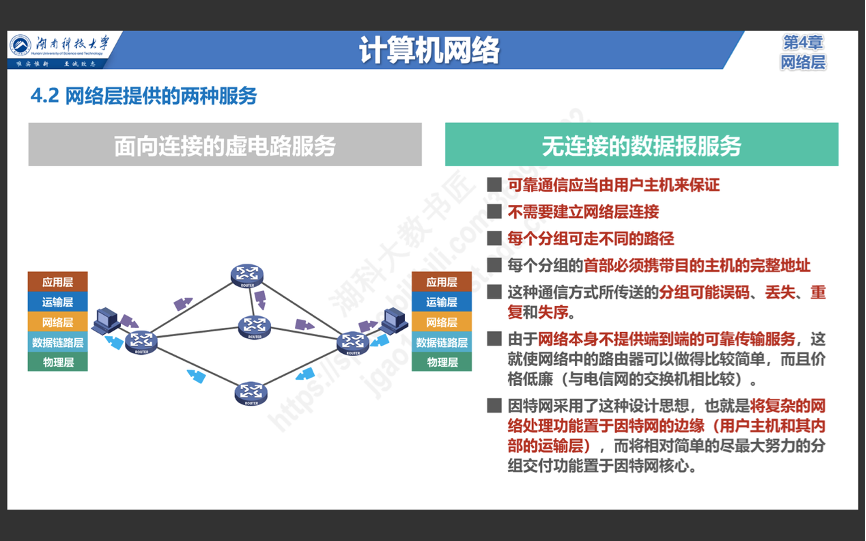 湖南科技大学
Hunan University of Science and Technology
唯实惟新 至诚致志
计算机网络
第4章
网络层
4.2 网络层提供的两种服务
面向连接的虚电路服务
无连接的数据报服务
可靠通信应当由用户主机来保证
不需要建立网络层连接
每个分组可走不同的路径
每个分组的首部必须携带目的主机的完整地址
这种通信方式所传送的分组可能误码、丢失、重
复和失序。
由于网络本身不提供端到端的可靠传输服务，这
就使网络中的路由器可以做得比较简单，而且价
格低廉（与电信网的交换机相比较）。
因特网采用了这种设计思想，也就是将复杂的网
络处理功能置于因特网的边缘（用户主机和其内
部的运输层），而将相对简单的尽最大努力的分
组交付功能置于因特网核心。
应用层
运输层
网络层
数据链路层
物理层
ROUTER
ROUTER
ROUTER
ROUTER
ROUTER
应用层
运输层
网络层
数据链路层
物理层
湖科大教书匠